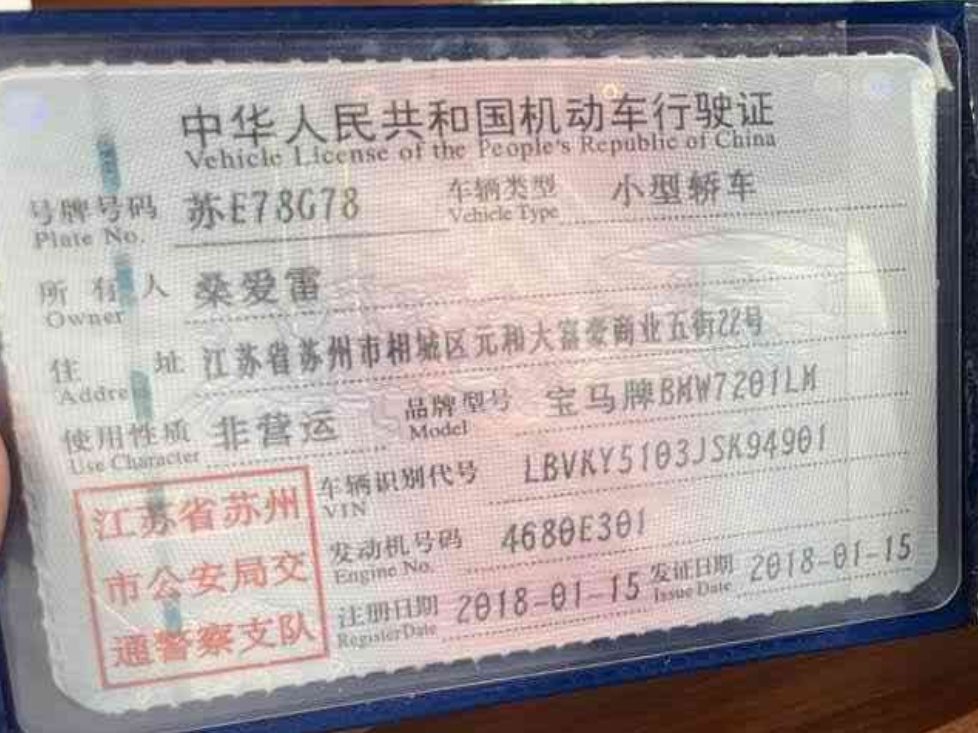 中华人民共和国机动车行驶证
Vehicle License of the People's Republic of China
号牌号码 苏E78G78 车辆类型 小型轿车
Plate No. Vehicle Type
所有人 桑爱雷
Owner
住址 江苏省苏州市相城区元和大富豪商业五街22号
Addre
使用性质 非营运 品牌型号 宝马牌BMW7201LM
Use Character Model
车辆识别代号 LBVKY5103JSK94901
VIN
发动机号码 4680E301
Engine No.
注册日期 2018-01-15 发证日期 2018-01-15
Register Date Issue Date
江苏省苏州
市公安局交
通警察支队